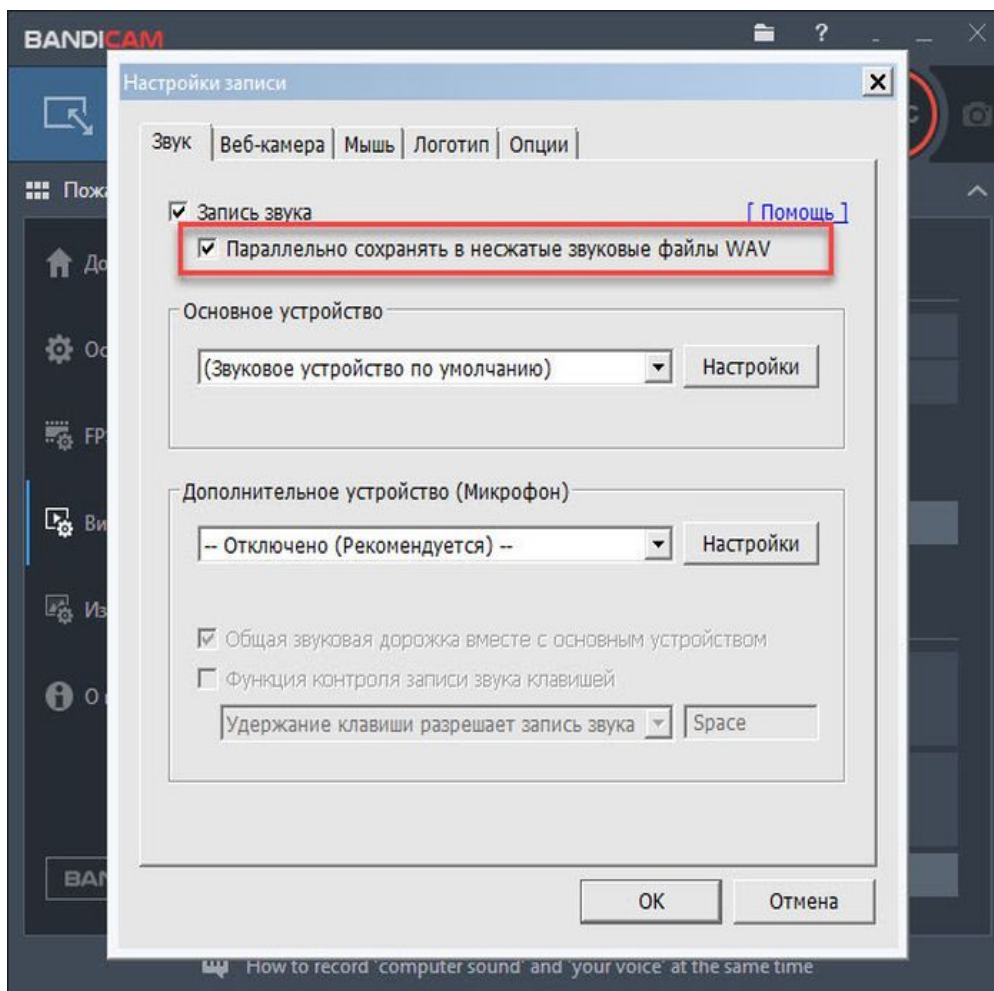 BANDICAM
?
Настройки записи
Звук Веб-камера Мышь Логотип Опции
Запись звука [ Помощь ]
Параллельно сохранять в несжатые звуковые файлы WAV
Основное устройство
(Звуковое устройство по умолчанию) Настройки
Дополнительное устройство (Микрофон)
-- Отключено (Рекомендуется) -- Настройки
Общая звуковая дорожка вместе с основным устройством
Функция контроля записи звука клавишей
Удержание клавиши разрешает запись звука Space
OK Отмена
How to record 'computer sound' and 'your voice' at the same time